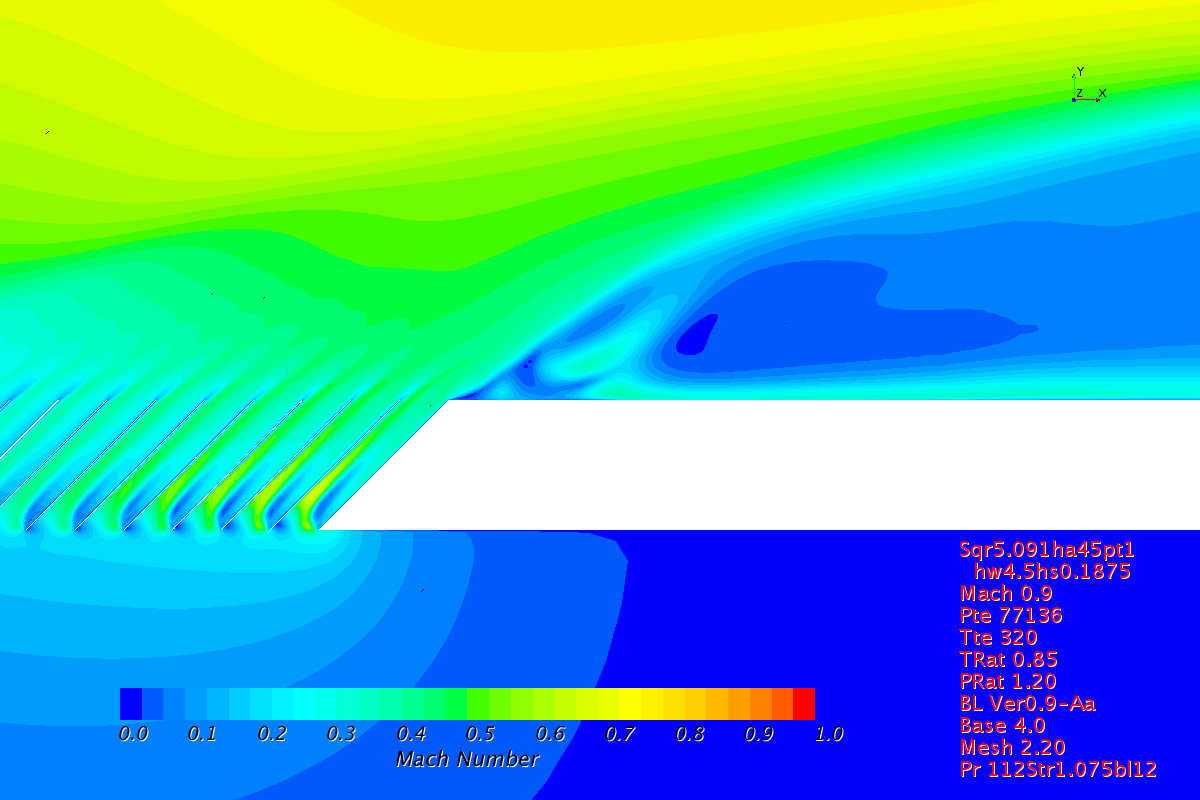 Y
Z X
Sqr5.091ha45pt1
hw4.5hs0.1875
Mach 0.9
Pte 77136
Tte 320
TRat 0.85
PRat 1.20
BL Ver0.9-Aa
Base 4.0
Mesh 2.20
Pr 112Str1.075bl12
0.0 0.1 0.2 0.3 0.4 0.5 0.6 0.7 0.8 0.9 1.0
Mach Number